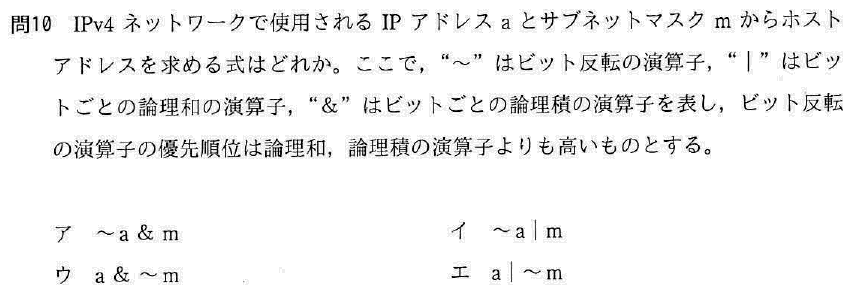 問10 IPv4 ネットワークで使用される IP アドレス a とサブネットマスク m からホスト
アドレスを求める式はどれか。ここで，“～”はビット反転の演算子，“｜”はビッ
トごとの論理和の演算子，“&”はビットごとの論理積の演算子を表し，ビット反転
の演算子の優先順位は論理和，論理積の演算子よりも高いものとする。
ア ～a & m イ ～a｜m
ウ a & ～m エ a｜～m